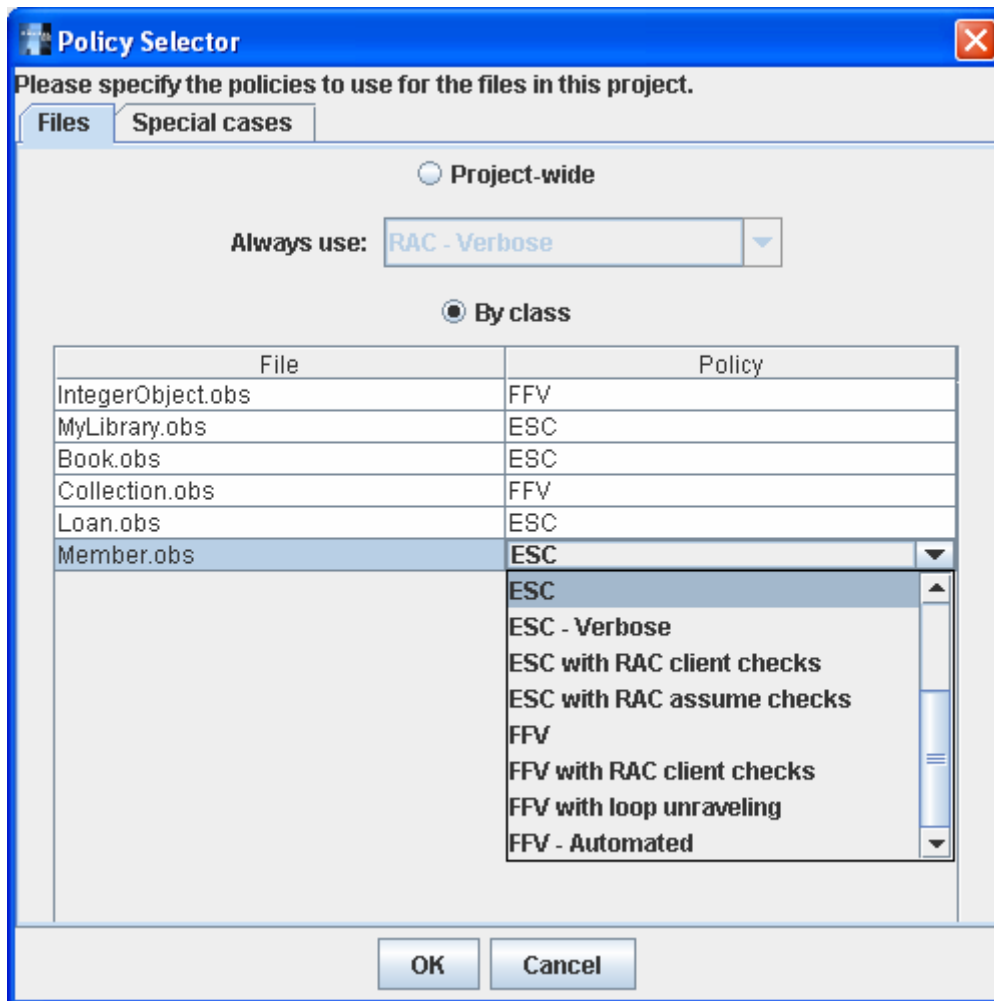 Policy Selector
Please specify the policies to use for the files in this project.
Files Special cases
Project-wide
Always use: RAC - Verbose
By class
File Policy
IntegerObject.obs FFV
MyLibrary.obs ESC
Book.obs ESC
Collection.obs FFV
Loan.obs ESC
Member.obs ESC
ESC
ESC - Verbose
ESC with RAC client checks
ESC with RAC assume checks
FFV
FFV with RAC client checks
FFV with loop unraveling
FFV - Automated
OK Cancel